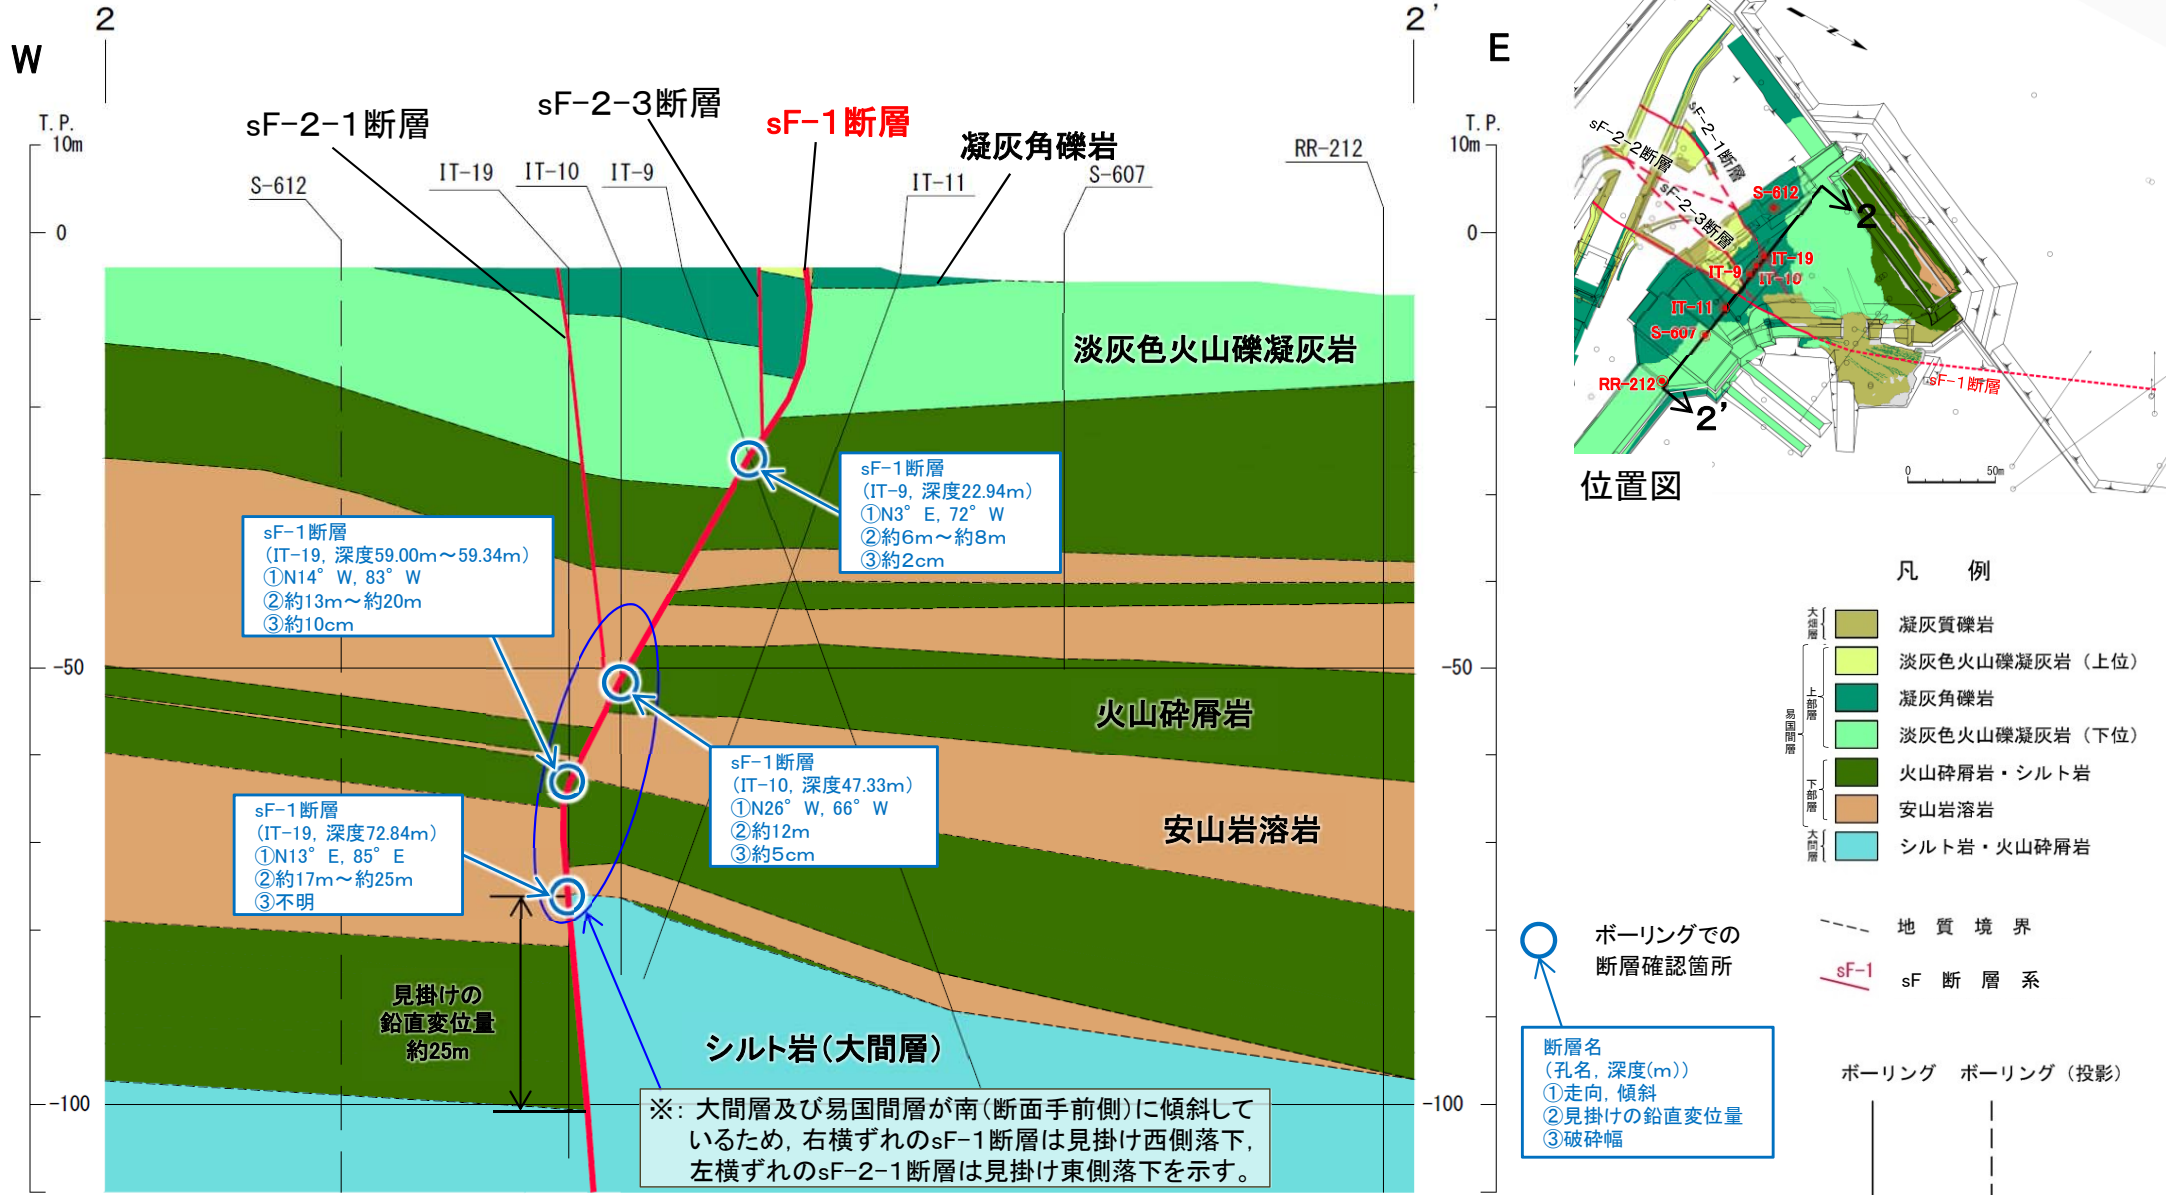 2
2'
W
E
T.P.
10m
0
-50
-100
T.P.
10m
0
-50
-100
sF-2-1断層
sF-2-3断層
sF-1断層
凝灰角礫岩
S-612
IT-19
IT-10
IT-9
IT-11
S-607
RR-212
淡灰色火山礫凝灰岩
火山砕屑岩
安山岩溶岩
シルト岩(大間層)
sF-1断層
(IT-9, 深度22.94m)
①N3° E, 72° W
②約6m～約8m
③約2cm
sF-1断層
(IT-19, 深度59.00m～59.34m)
①N14° W, 83° W
②約13m～約20m
③約10cm
sF-1断層
(IT-10, 深度47.33m)
①N26° W, 66° W
②約12m
③約5cm
sF-1断層
(IT-19, 深度72.84m)
①N13° E, 85° E
②約17m～約25m
③不明
見掛けの
鉛直変位量
約25m
※: 大間層及び易国間層が南(断面手前側)に傾斜して
いるため, 右横ずれのsF-1断層は見掛け西側落下,
左横ずれのsF-2-1断層は見掛け東側落下を示す。
sF-2-2断層
sF-2-1断層
sF-2-3断層
S-612
2
IT-19
IT-9
IT-10
IT-11
S-607
RR-212
sF-1断層
2'
位置図
0 50m
凡 例
大畑層
凝灰質礫岩
易国間層
上部層
淡灰色火山礫凝灰岩(上位)
凝灰角礫岩
淡灰色火山礫凝灰岩(下位)
下部層
火山砕屑岩・シルト岩
安山岩溶岩
大間層
シルト岩・火山砕屑岩
地 質 境 界
sF-1
sF 断 層 系
ボーリングでの
断層確認箇所
断層名
(孔名, 深度(m))
①走向, 傾斜
②見掛けの鉛直変位量
③破砕幅
ボーリング ボーリング(投影)